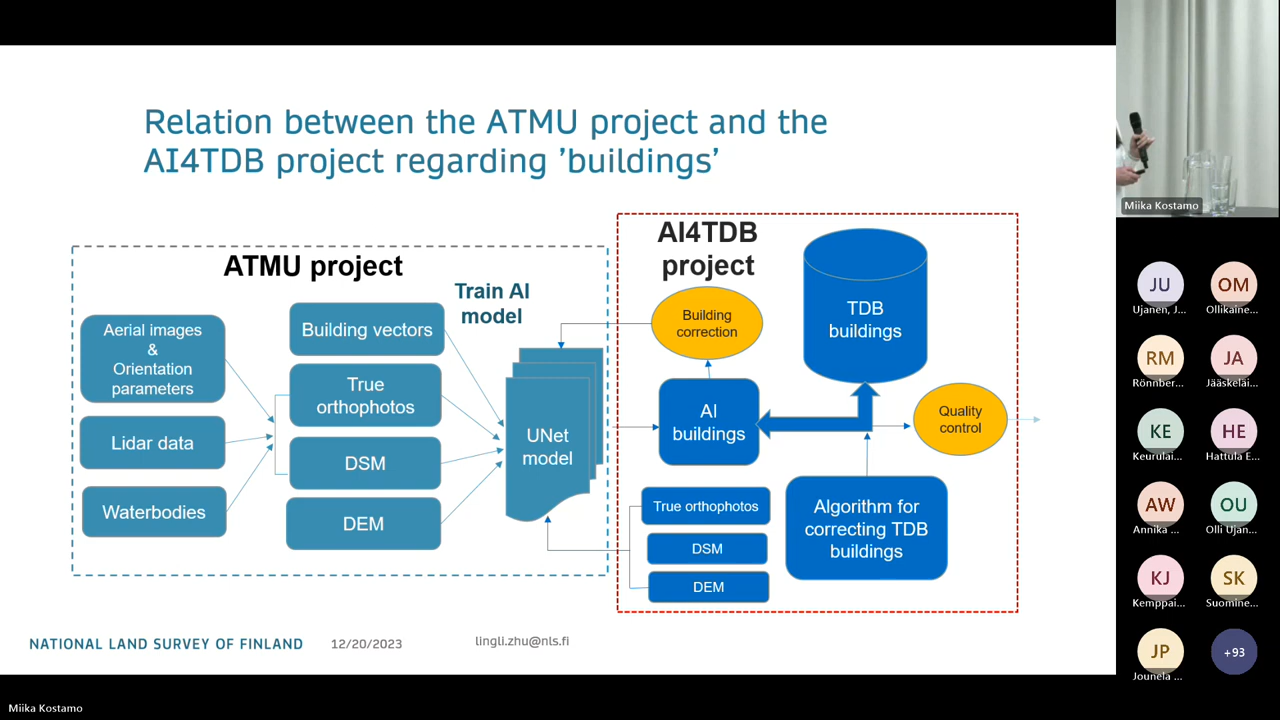 Relation between the ATMU project and the
AI4TDB project regarding ’buildings’
ATMU project
Train AI
model
Aerial images
&
Orientation
parameters
Lidar data
Waterbodies
Building vectors
True
orthophotos
DSM
DEM
UNet
model
AI4TDB
project
Building
correction
TDB
buildings
AI
buildings
Quality
control
True orthophotos
DSM
DEM
Algorithm for
correcting TDB
buildings
NATIONAL LAND SURVEY OF FINLAND
12/20/2023
lingli.zhu@nls.fi
Miika Kostamo
JU
Ujanen, J...
OM
Ollikaine...
RM
Rönnber...
JA
Jääskeläi...
KE
Keurulai...
HE
Hattula E...
AW
Annika ...
OU
Olli Ujan...
KJ
Kemppai...
SK
Suomine...
JP
Jounela ...
+93
Miika Kostamo